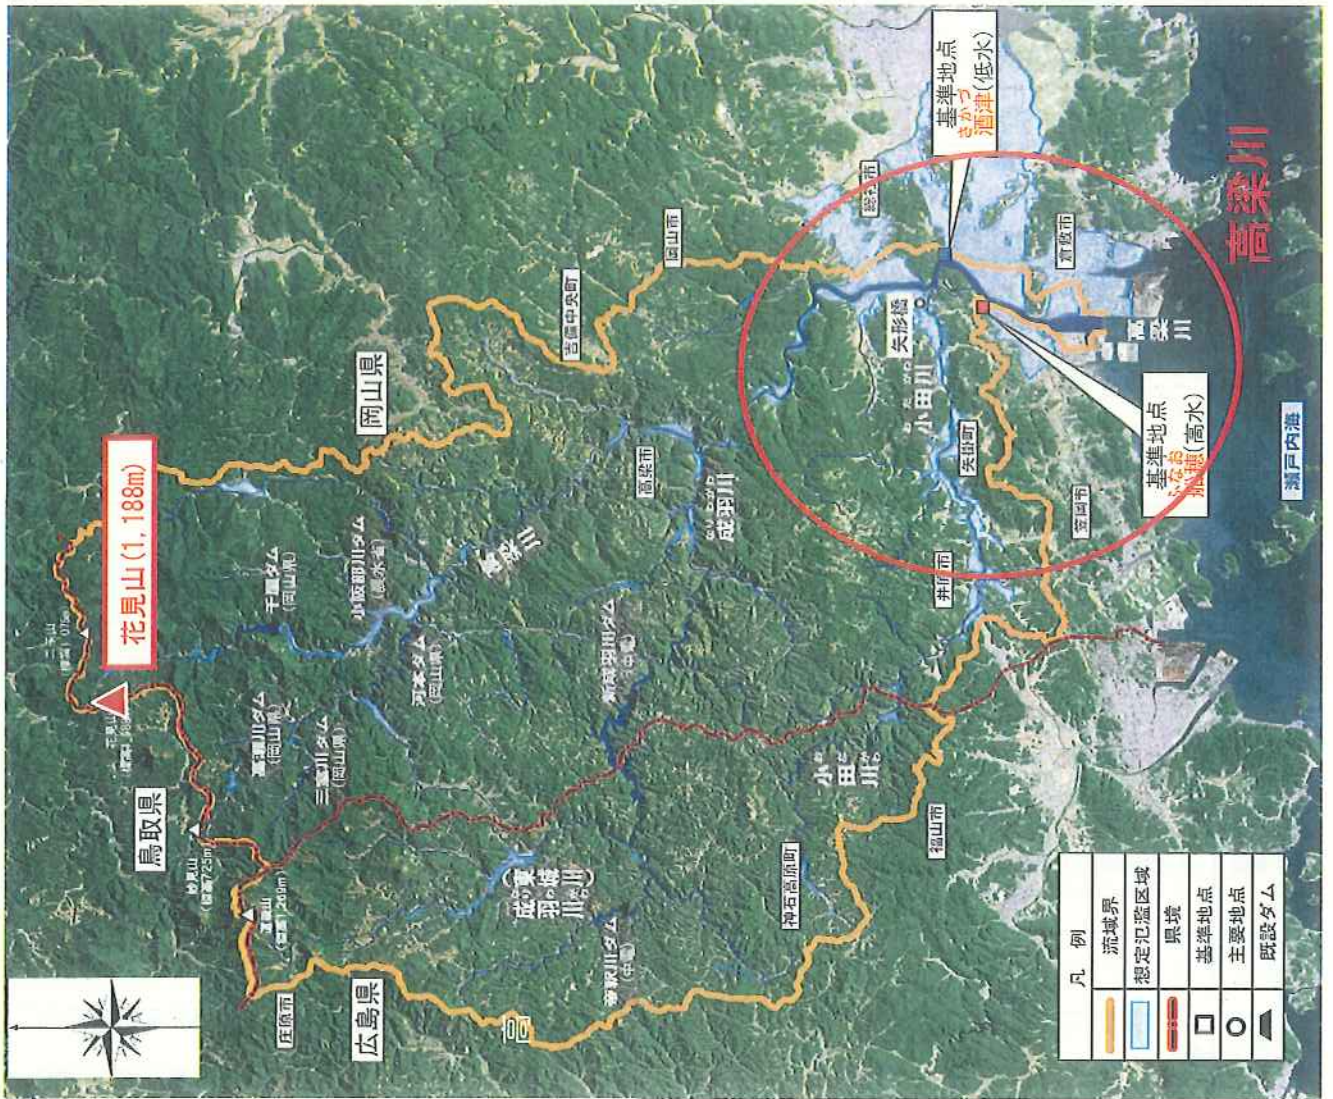 花見山(1,188m)
鳥取県
岡山県
広島県
庄原市
三室川ダム
(岡山県)
高瀬川ダム
(岡山県)
千屋ダム
(岡山県)
小阪部川ダム
(農水省)
河本ダム
(岡山県)
高梁川
新成羽川ダム
(中電)
帝釈川ダム
(中電)
成羽川
神石高原町
小田川
福山市
高梁市
成羽川
吉備中央町
岡山市
総社市
井原市
矢掛町
笠岡市
小田川
矢形橋
倉敷市
高梁川
基準地点
さかづ
酒津(低水)
基準地点
ふなお
船穂(高水)
高梁川
瀬戸内海
凡 例
流域界
想定氾濫区域
県境
基準地点
主要地点
既設ダム